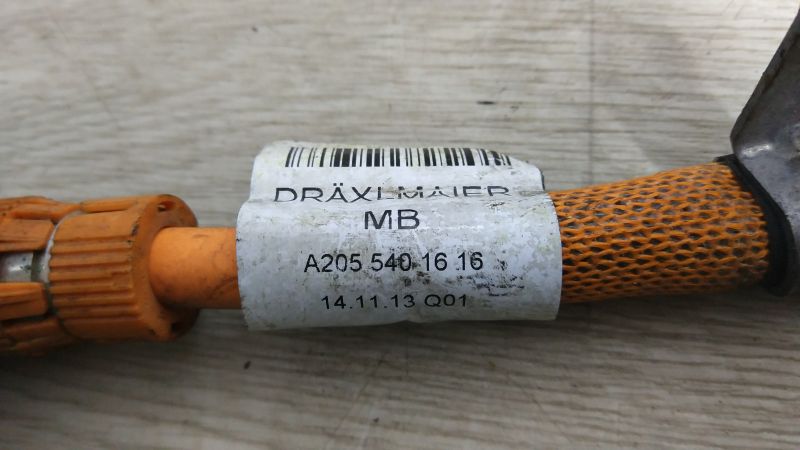 DRÄXLMAIER
MB
A205 540 16 16
14.11.13 Q01